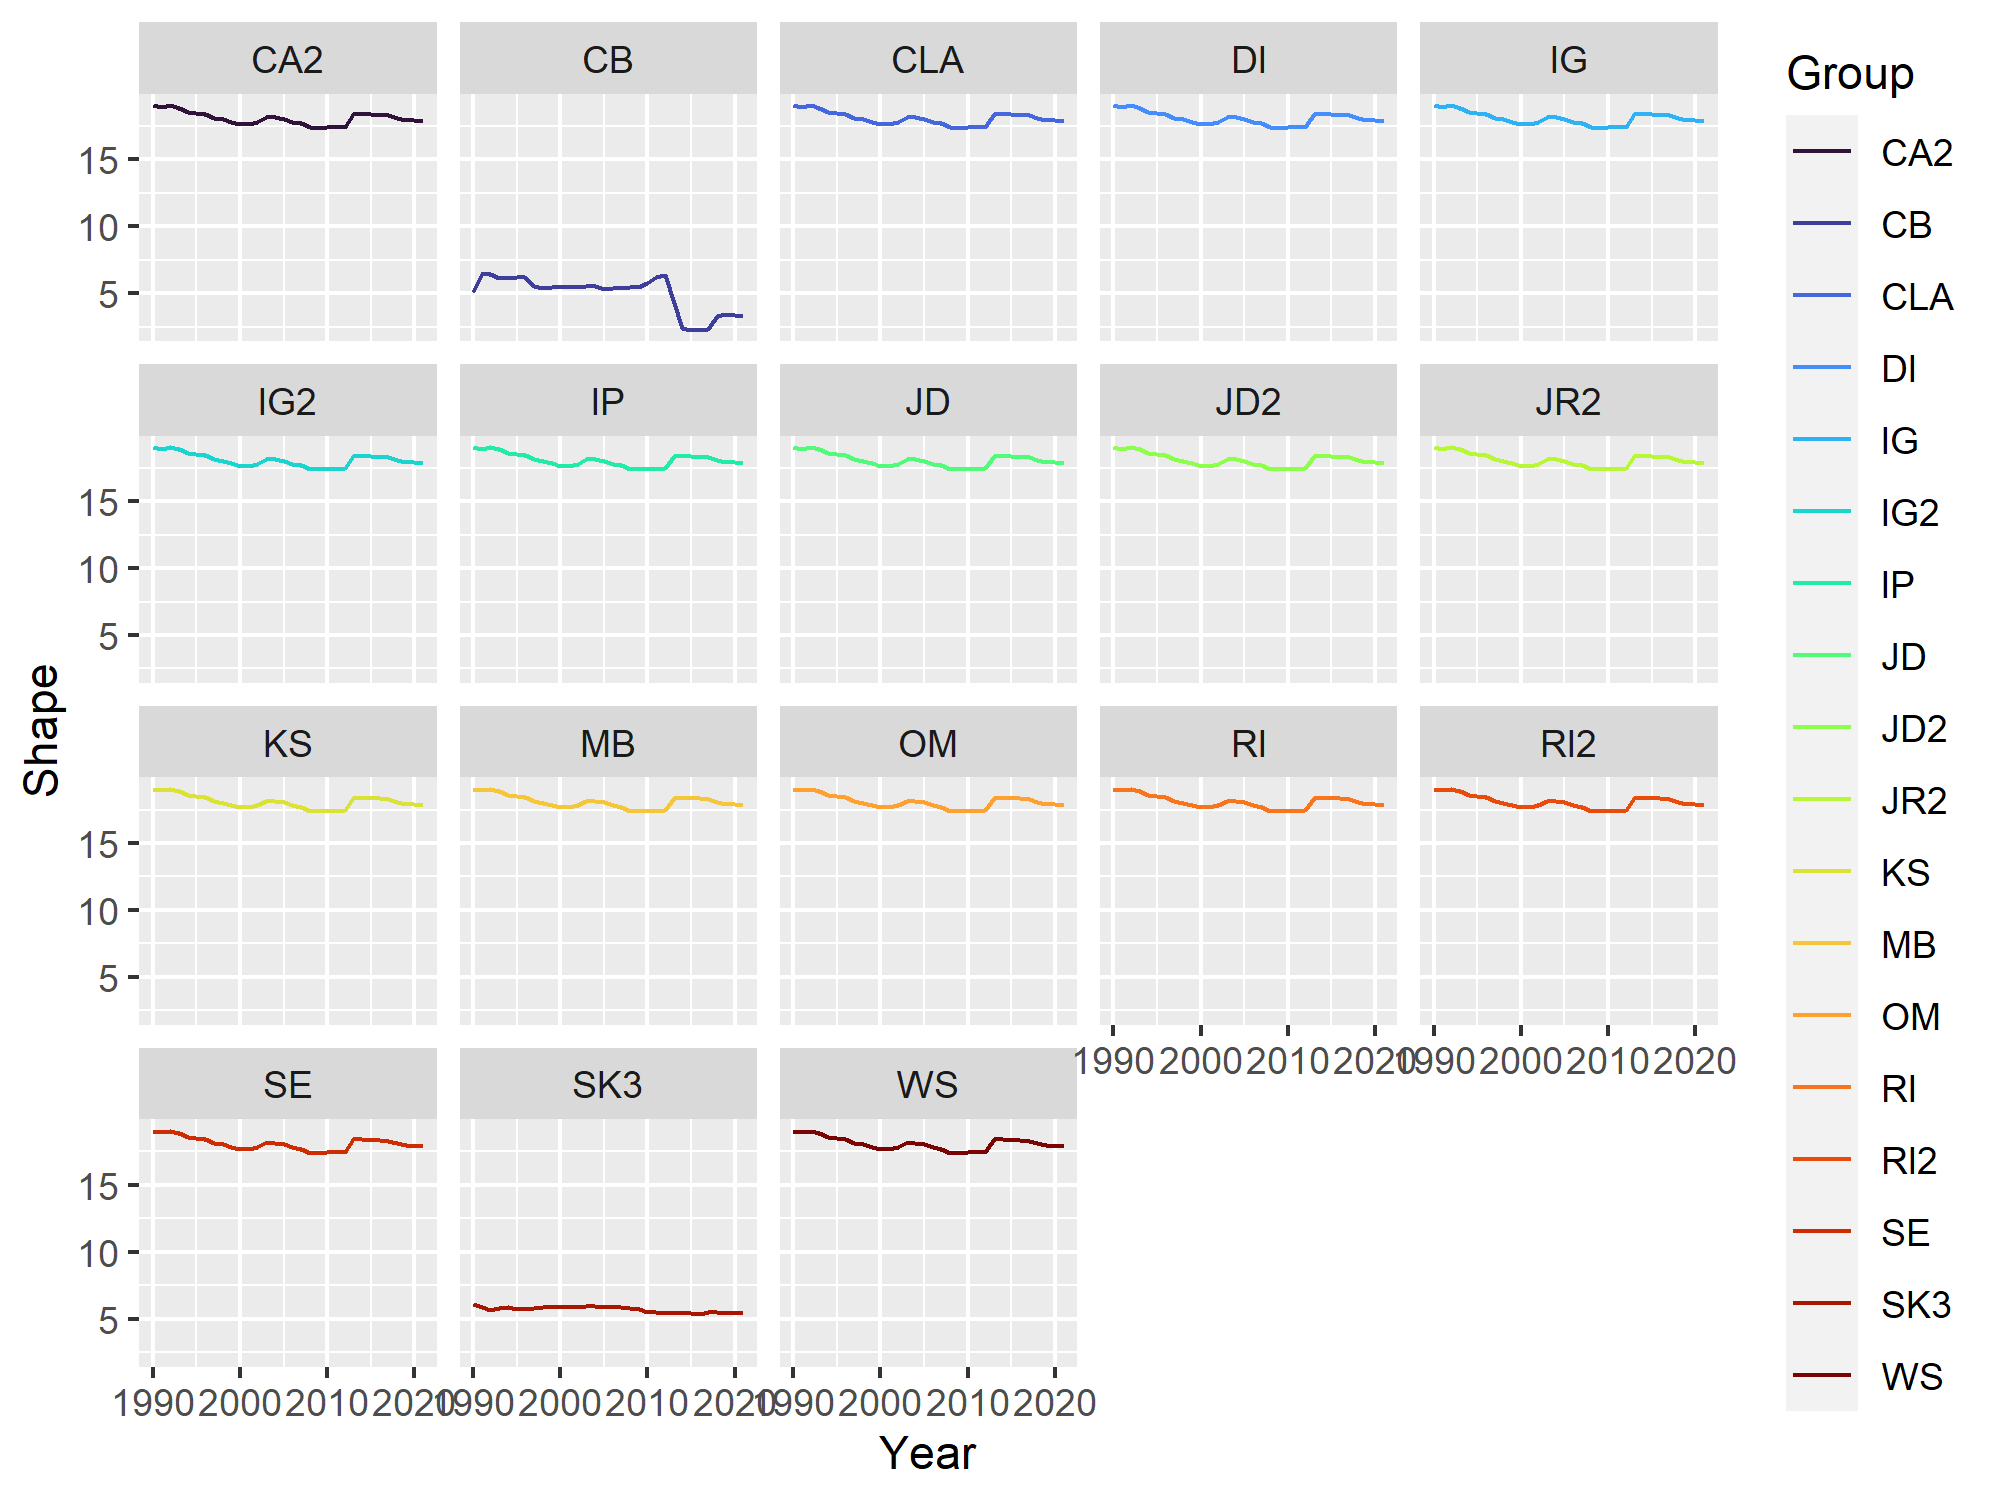 CA2 CB CLA DI IG
Group
15
10
5
IG2 IP JD JD2 JR2
15
10
5
KS MB OM RI RI2
15
10
5
1990 2000 2010 2020 1990 2000 2010 2020
SE SK3 WS
15
10
5
1990 2000 2010 2020 1990 2000 2010 2020 1990 2000 2010 2020
Shape
Year
CA2
CB
CLA
DI
IG
IG2
IP
JD
JD2
JR2
KS
MB
OM
RI
RI2
SE
SK3
WS